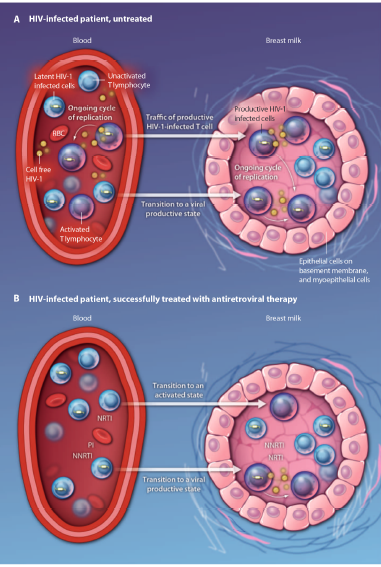 A HIV-infected patient, untreated
Blood
Breast milk
Latent HIV-1
infected cells
Unactivated
T lymphocyte
Ongoing cycle
of replication
RBC
Cell free
HIV-1
Activated
T lymphocyte
Traffic of productive
HIV-1-infected T cell
Transition to a viral
productive state
Productive HIV-1
infected cells
Ongoing cycle
of replication
Epithelial cells on
basement membrane,
and myoepithelial cells
B HIV-infected patient, successfully treated with antiretroviral therapy
Blood
Breast milk
NRTI
PI
NNRTI
Transition to an
activated state
Transition to a viral
productive state
NNRTI
NRTI